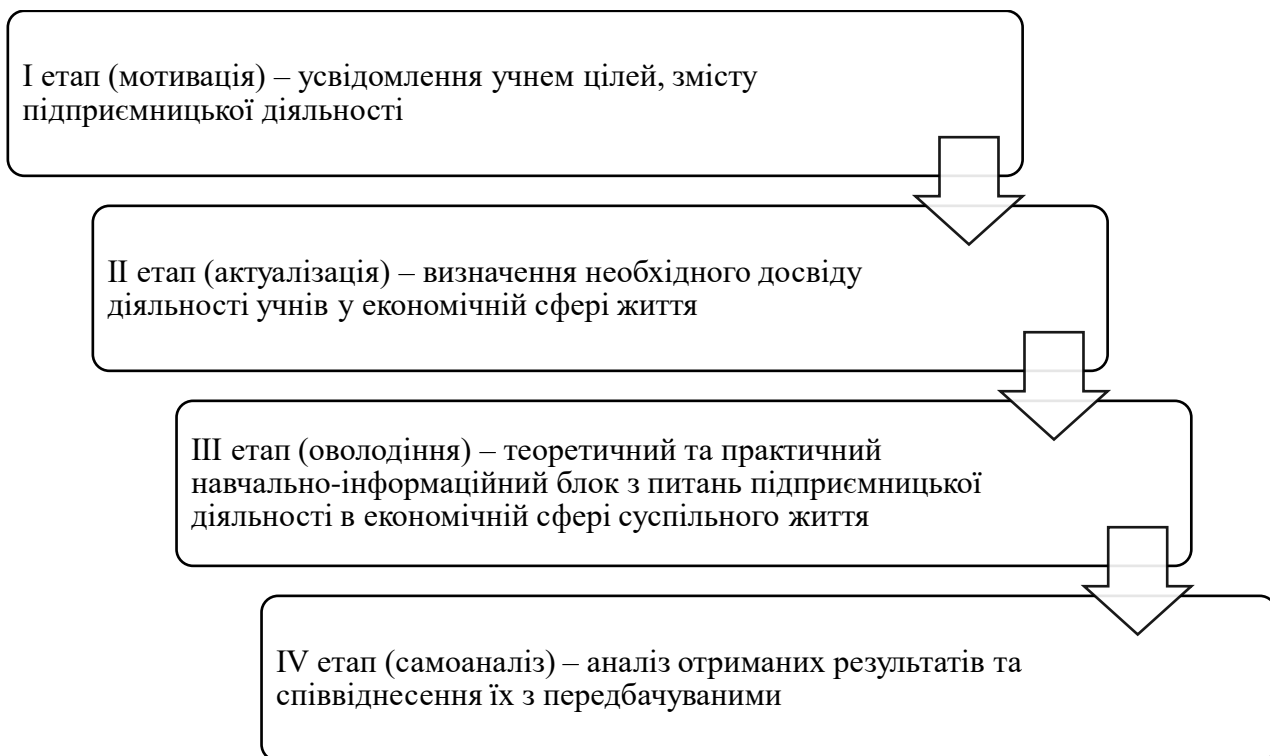 I етап (мотивація) – усвідомлення учнем цілей, змісту
підприємницької діяльності
II етап (актуалізація) – визначення необхідного досвіду
діяльності учнів у економічній сфері життя
III етап (оволодіння) – теоретичний та практичний
навчально-інформаційний блок з питань підприємницької
діяльності в економічній сфері суспільного життя
IV етап (самоаналіз) – аналіз отриманих результатів та
співвіднесення їх з передбачуваними